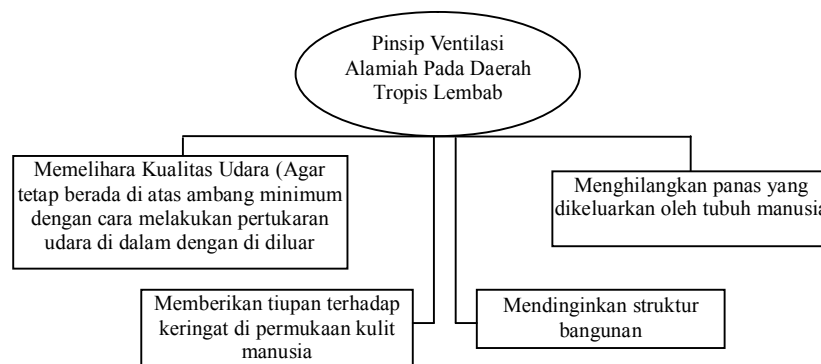 Pinsip Ventilasi
Alamiah Pada Daerah
Tropis Lembab
Memelihara Kualitas Udara (Agar
tetap berada di atas ambang minimum
dengan cara melakukan pertukaran
udara di dalam dengan di diluar
Menghilangkan panas yang
dikeluarkan oleh tubuh manusia
Memberikan tiupan terhadap
keringat di permukaan kulit
manusia
Mendinginkan struktur
bangunan